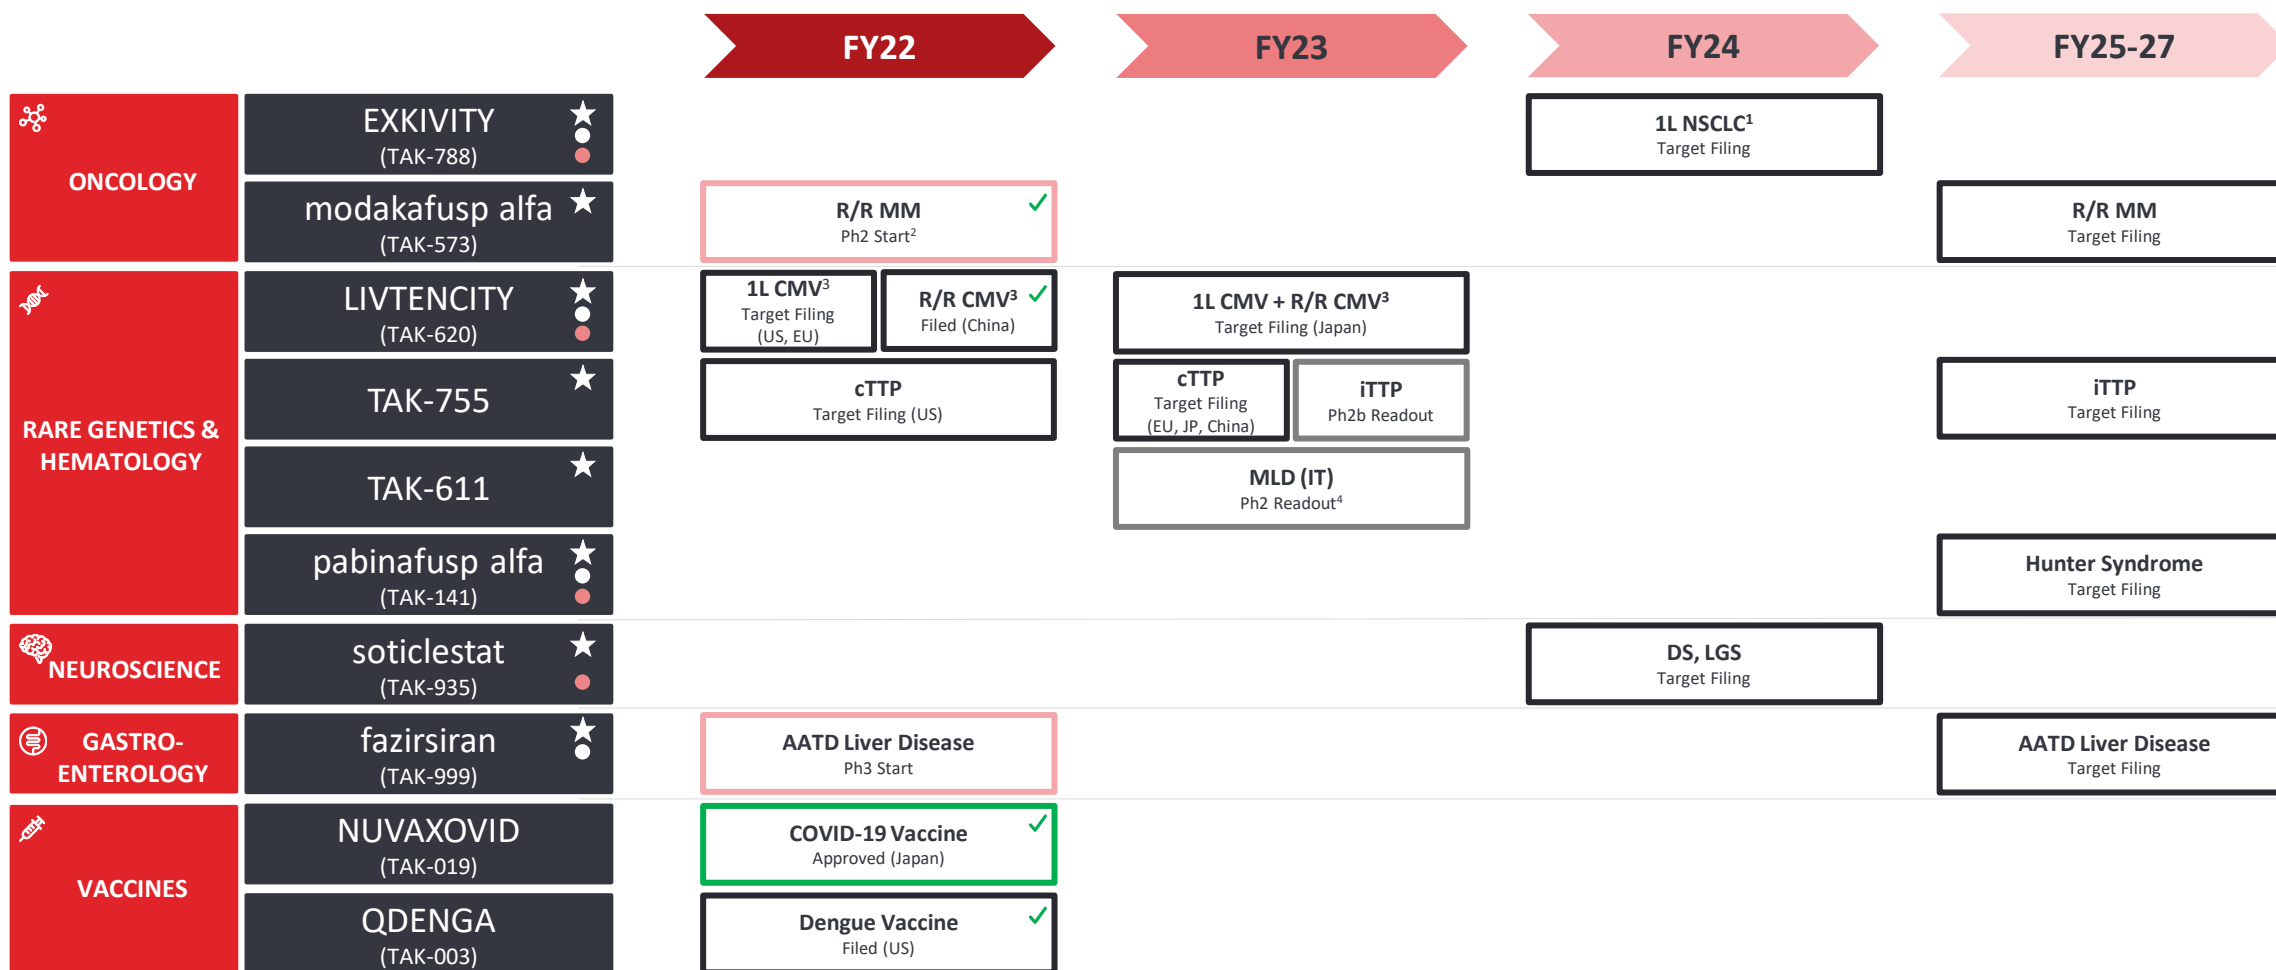 FY22
FY23
FY24
FY25-27
ONCOLOGY
EXKIVITY
(TAK-788)
1L NSCLC¹
Target Filing
modakafusp alfa
(TAK-573)
R/R MM
Ph2 Start²
R/R MM
Target Filing
RARE GENETICS &
HEMATOLOGY
LIVTENCITY
(TAK-620)
1L CMV³
Target Filing
(US, EU)
R/R CMV³
Filed (China)
1L CMV + R/R CMV³
Target Filing (Japan)
TAK-755
cTTP
Target Filing (US)
cTTP
Target Filing
(EU, JP, China)
iTTP
Ph2b Readout
iTTP
Target Filing
TAK-611
MLD (IT)
Ph2 Readout⁴
pabinafusp alfa
(TAK-141)
Hunter Syndrome
Target Filing
NEUROSCIENCE
soticlestat
(TAK-935)
DS, LGS
Target Filing
GASTRO-
ENTEROLOGY
fazirsiran
(TAK-999)
AATD Liver Disease
Ph3 Start
AATD Liver Disease
Target Filing
VACCINES
NUVAXOVID
(TAK-019)
COVID-19 Vaccine
Approved (Japan)
QDENGA
(TAK-003)
Dengue Vaccine
Filed (US)